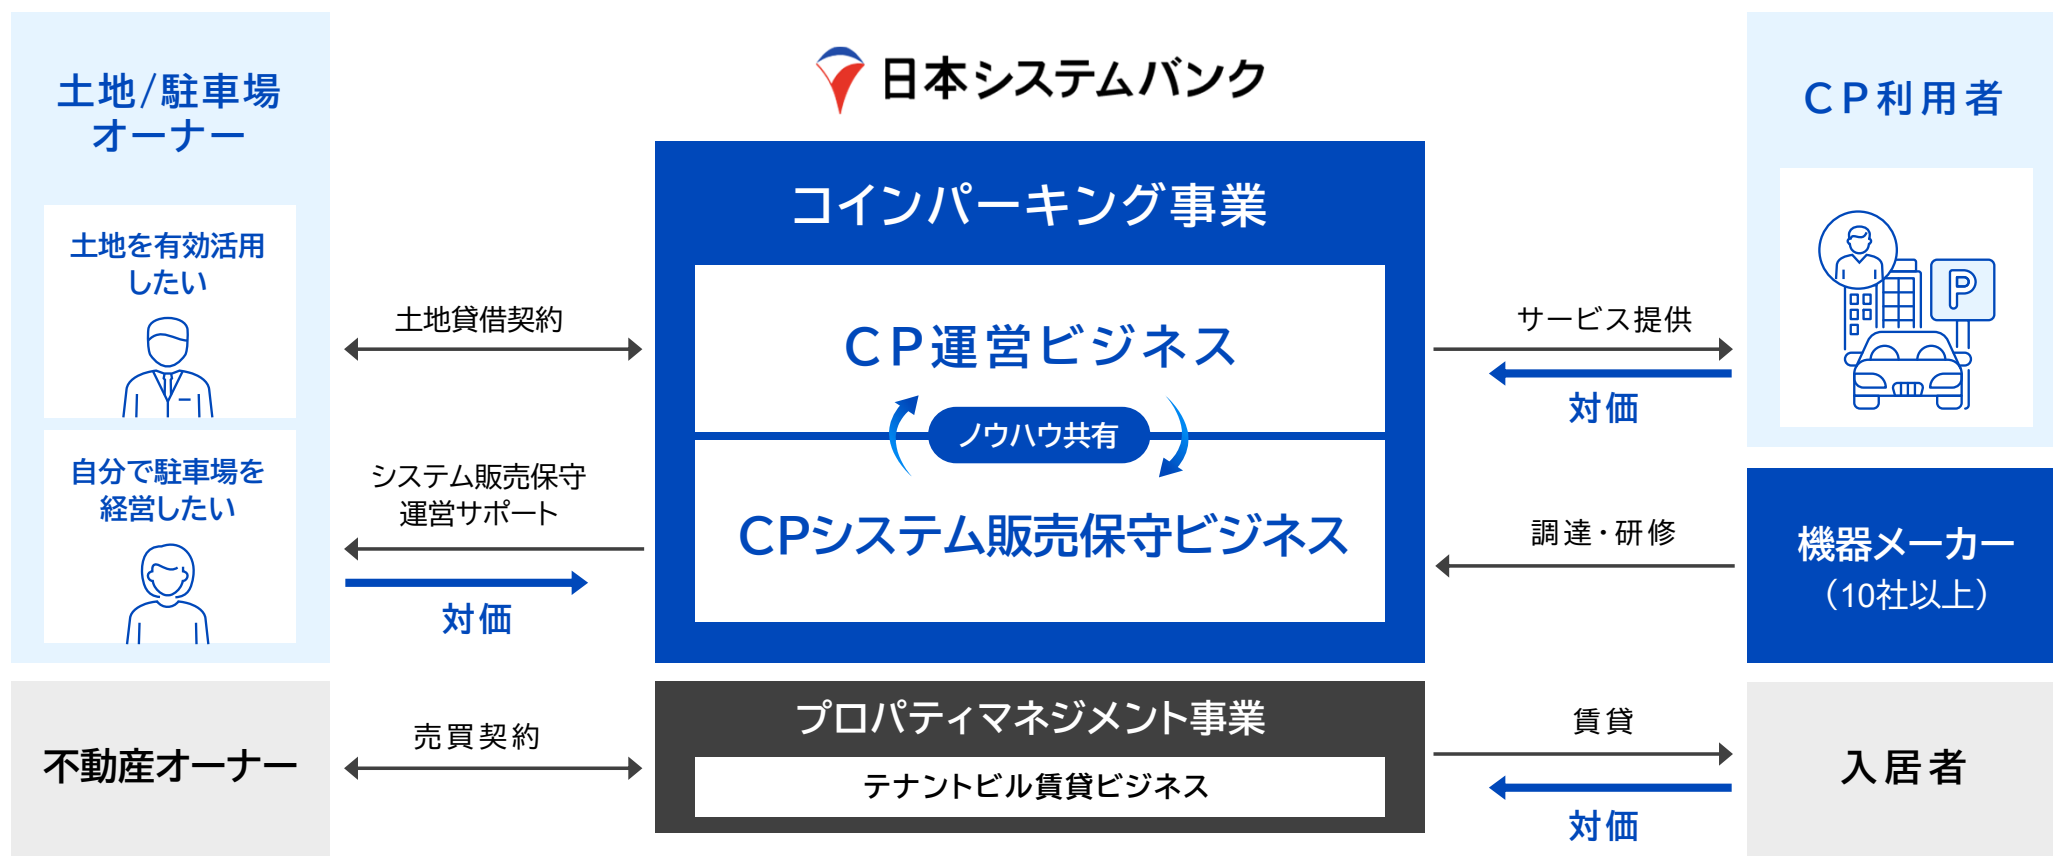 日本システムバンク
土地/駐車場
オーナー
土地を有効活用
したい
自分で駐車場を
経営したい
土地貸借契約
システム販売保守
運営サポート
対価
コインパーキング事業
CP運営ビジネス
ノウハウ共有
CPシステム販売保守ビジネス
サービス提供
対価
調達・研修
CP利用者
P
機器メーカー
（10社以上）
不動産オーナー
売買契約
プロパティマネジメント事業
テナントビル賃貸ビジネス
賃貸
対価
入居者